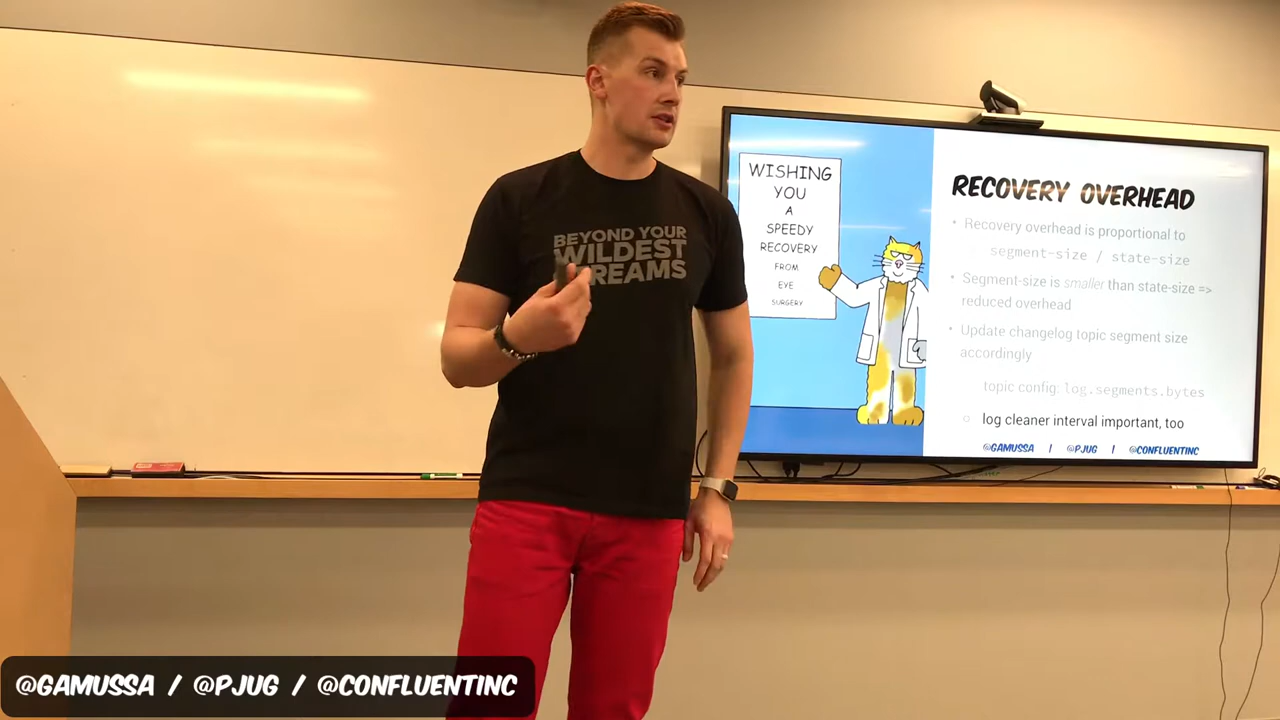 BEYOND YOUR
WILDEST
WISHING
YOU
A
SPEEDY
RECOVERY
FROM
EYE
SURGERY
RECOVERY OVERHEAD
• Recovery overhead is proportional to
segment-size / state-size
• Segment-size is smaller than state-size =>
reduced overhead
• Update changelog topic segment size
accordingly
topic config: log.segments.bytes
○ log cleaner interval important, too
@GAMUSSA | @PJUG | @CONFLUENTINC
@GAMUSSA / @PJUG / @CONFLUENTINC